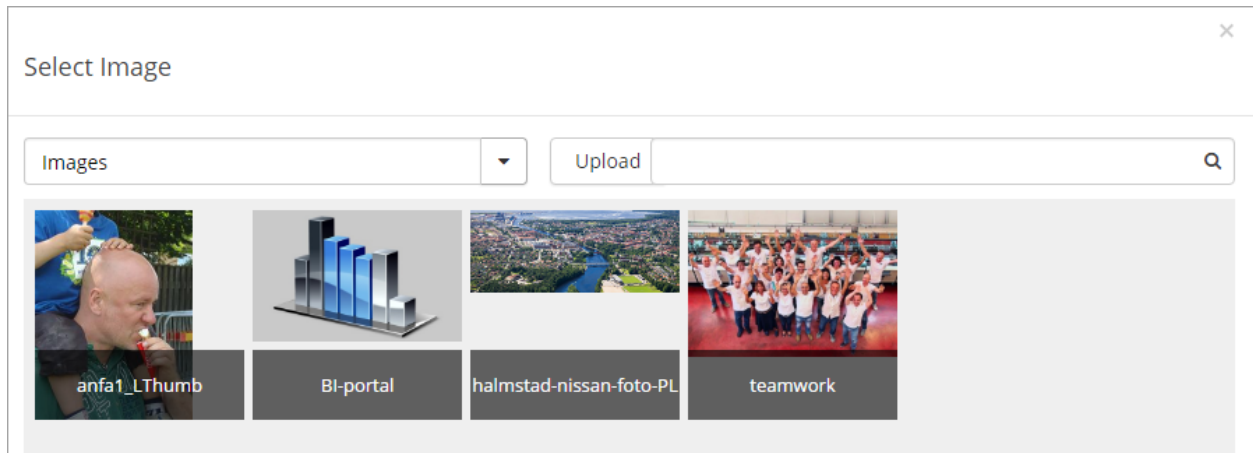 Select Image
Images
Upload
anfa1_LThumb
BI-portal
halmstad-nissan-foto-PL
teamwork